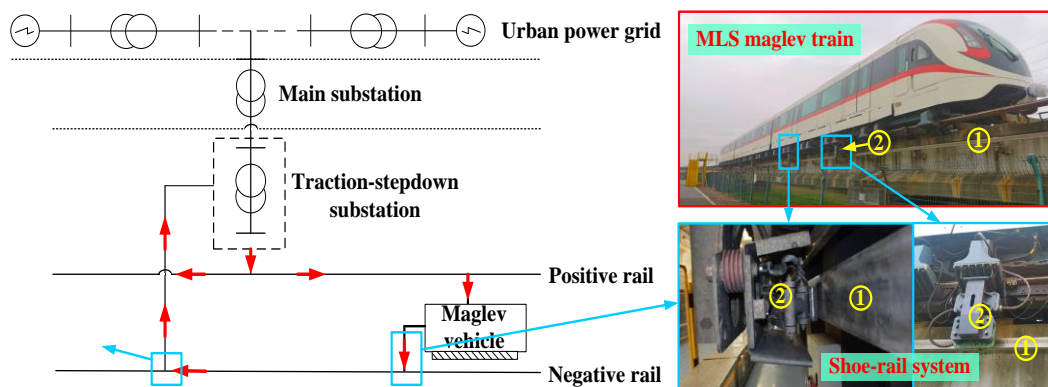 Urban power grid
Main substation
Traction-stepdown
substation
Positive rail
Maglev
vehicle
Negative rail
MLS maglev train
②
①
②
①
②
①
Shoe-rail system